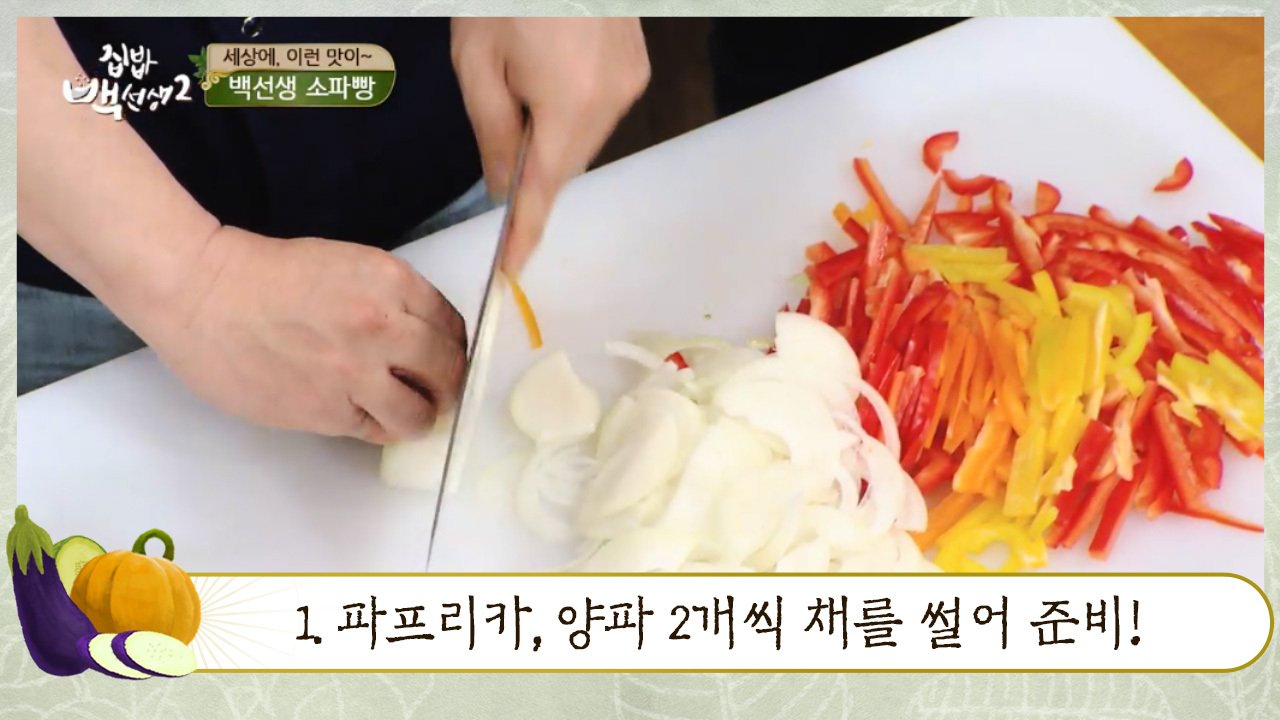 집밥
백선생2
세상에, 이런 맛이~
백선생 소파빵
1. 파프리카, 양파 2개씩 채를 썰어 준비!